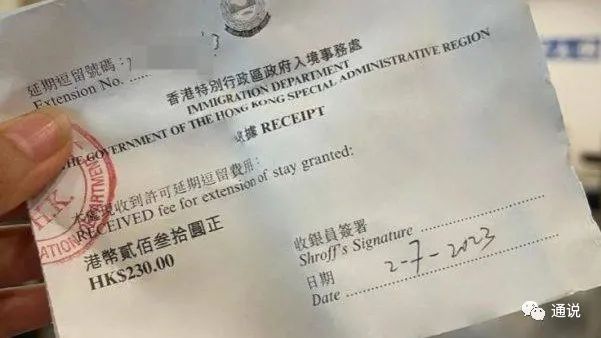 延期逗留號碼:
Extension No. .....
香港特別行政區政府入境事務處
IMMIGRATION DEPARTMENT
THE GOVERNMENT OF THE HONG KONG SPECIAL ADMINISTRATIVE REGION
收據 RECEIPT
收到許可延期逗留費用:
RECEIVED fee for extension of stay granted:
港幣貳佰叁拾圓正
HK$230.00
收銀員簽署
Shroff's Signature
日期
Date 2-7-2023
H.K.
通说